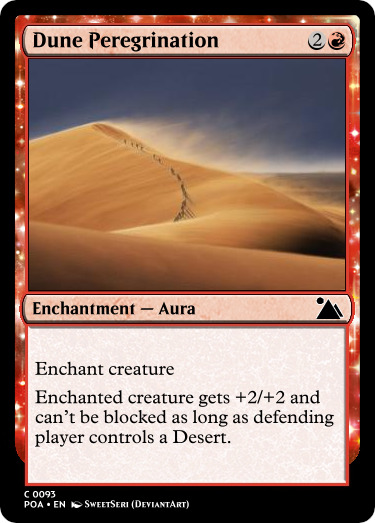 Dune Peregrination 2
Enchantment — Aura
Enchant creature
Enchanted creature gets +2/+2 and
can't be blocked as long as defending
player controls a Desert.
C 0093
POA • EN SweetSeri (DeviantArt)